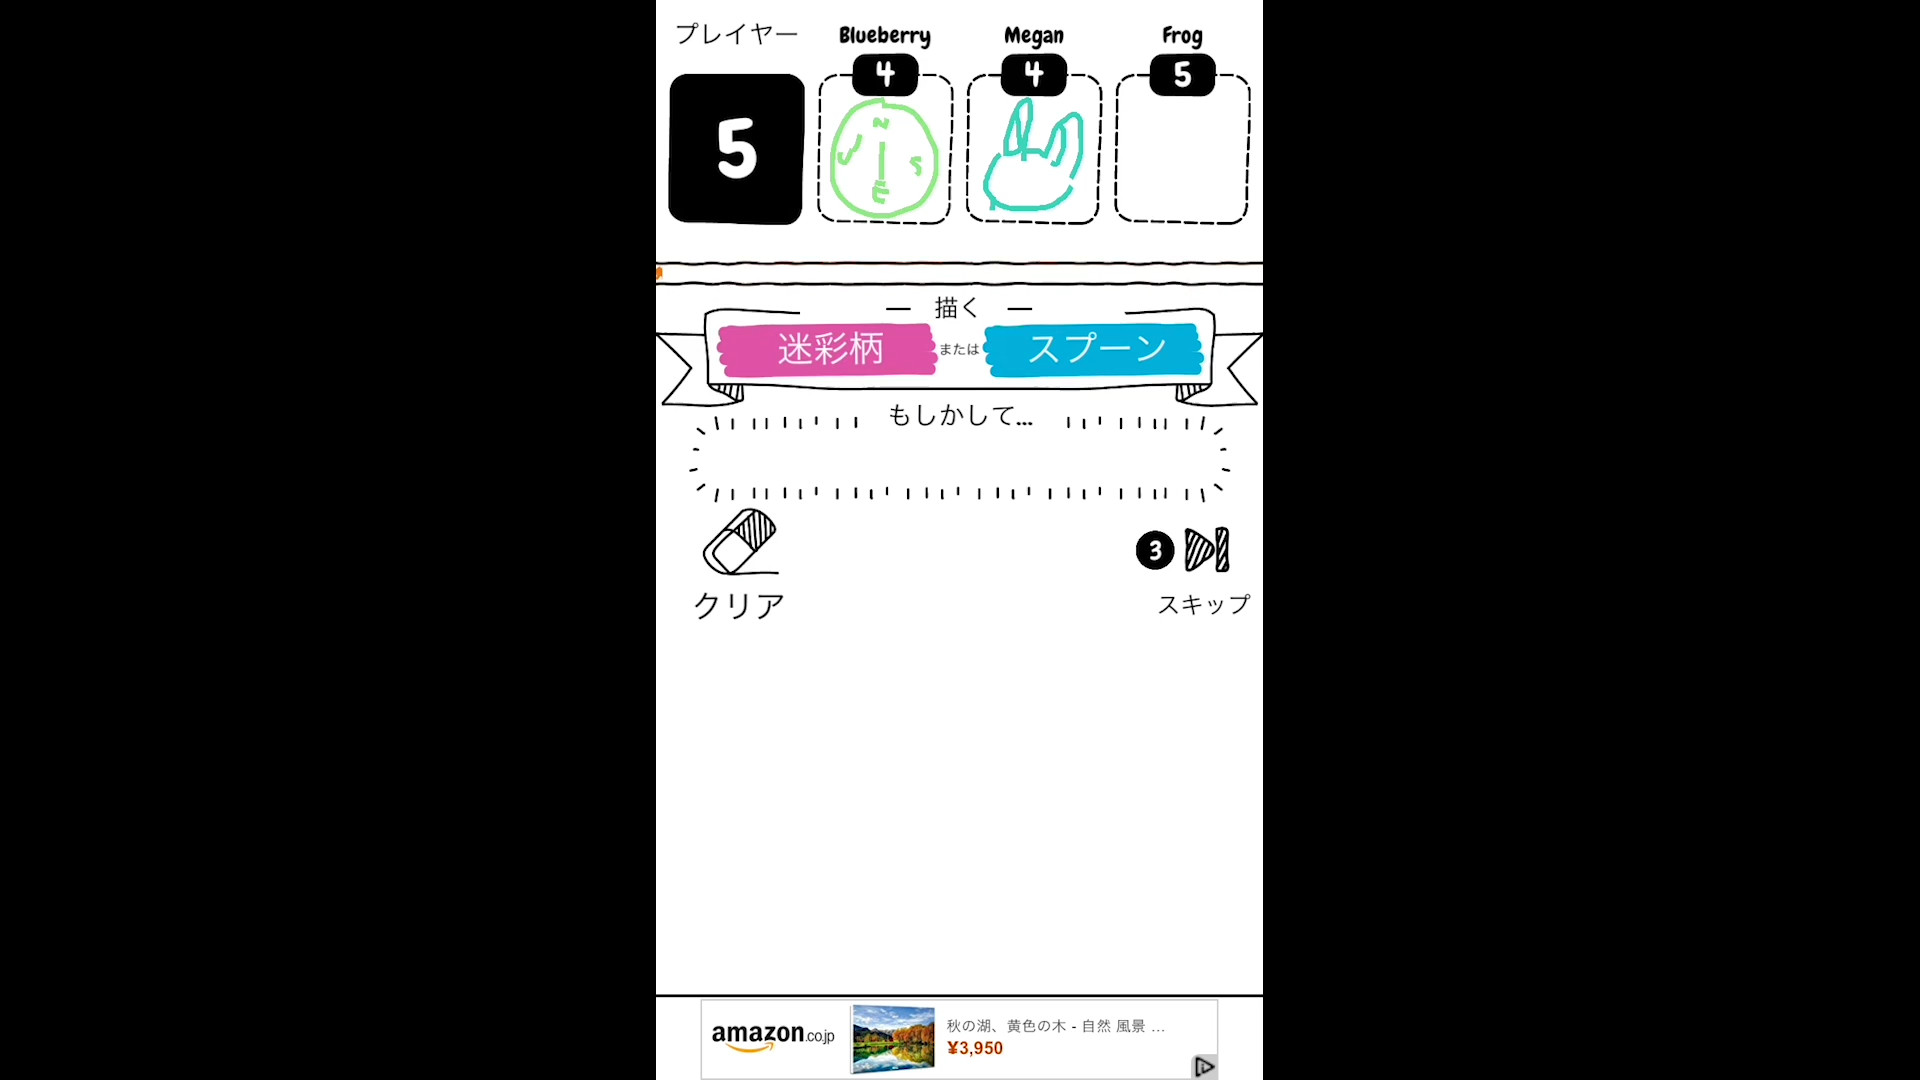 プレイヤー
Blueberry
Megan
Frog
5
4
4
5
N
S
E
描く
迷彩柄 または スプーン
もしかして...
3
クリア
スキップ
amazon.co.jp
秋の湖、黄色の木 - 自然 風景 ...
¥3,950